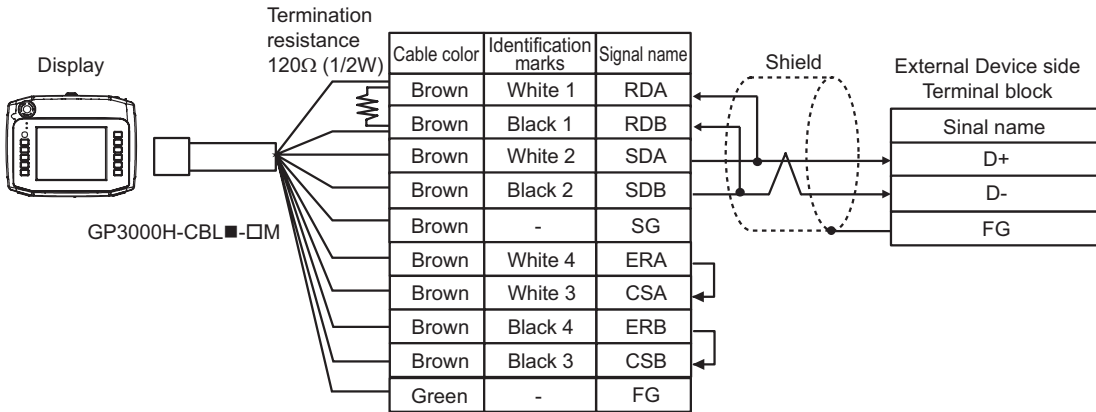 Termination
resistance
120Ω (1/2W)
Display
GP3000H-CBL■-□M
Cable color Identification marks Signal name
Brown White 1 RDA
Brown Black 1 RDB
Brown White 2 SDA
Brown Black 2 SDB
Brown - SG
Brown White 4 ERA
Brown White 3 CSA
Brown Black 4 ERB
Brown Black 3 CSB
Green - FG
Shield
External Device side
Terminal block
Sinal name
D+
D-
FG